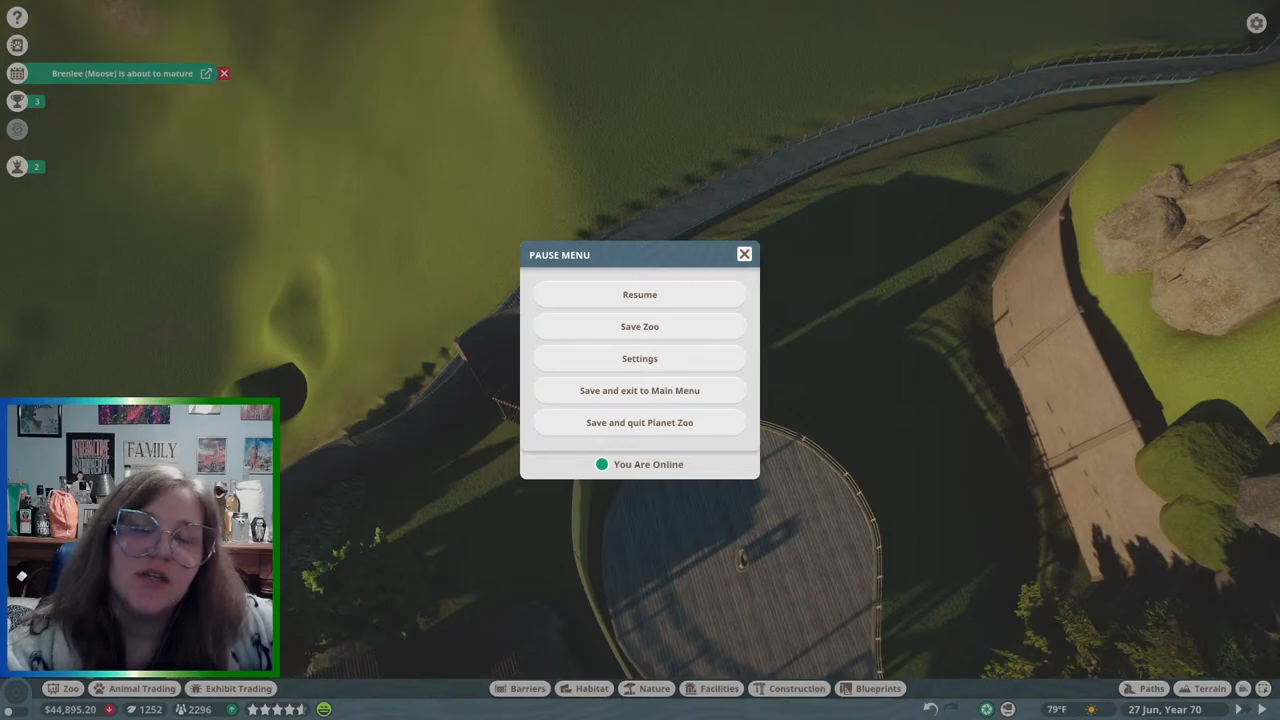 ?
Brenlee (Moose) is about to mature
3
2
PAUSE MENU
Resume
Save Zoo
Settings
Save and exit to Main Menu
Save and quit Planet Zoo
You Are Online
FAMILY
Zoo
Animal Trading
Exhibit Trading
Barriers
Habitat
Nature
Facilities
Construction
Blueprints
Paths
Terrain
$44,895.20
1252
2296
79°F
27 Jun, Year 70